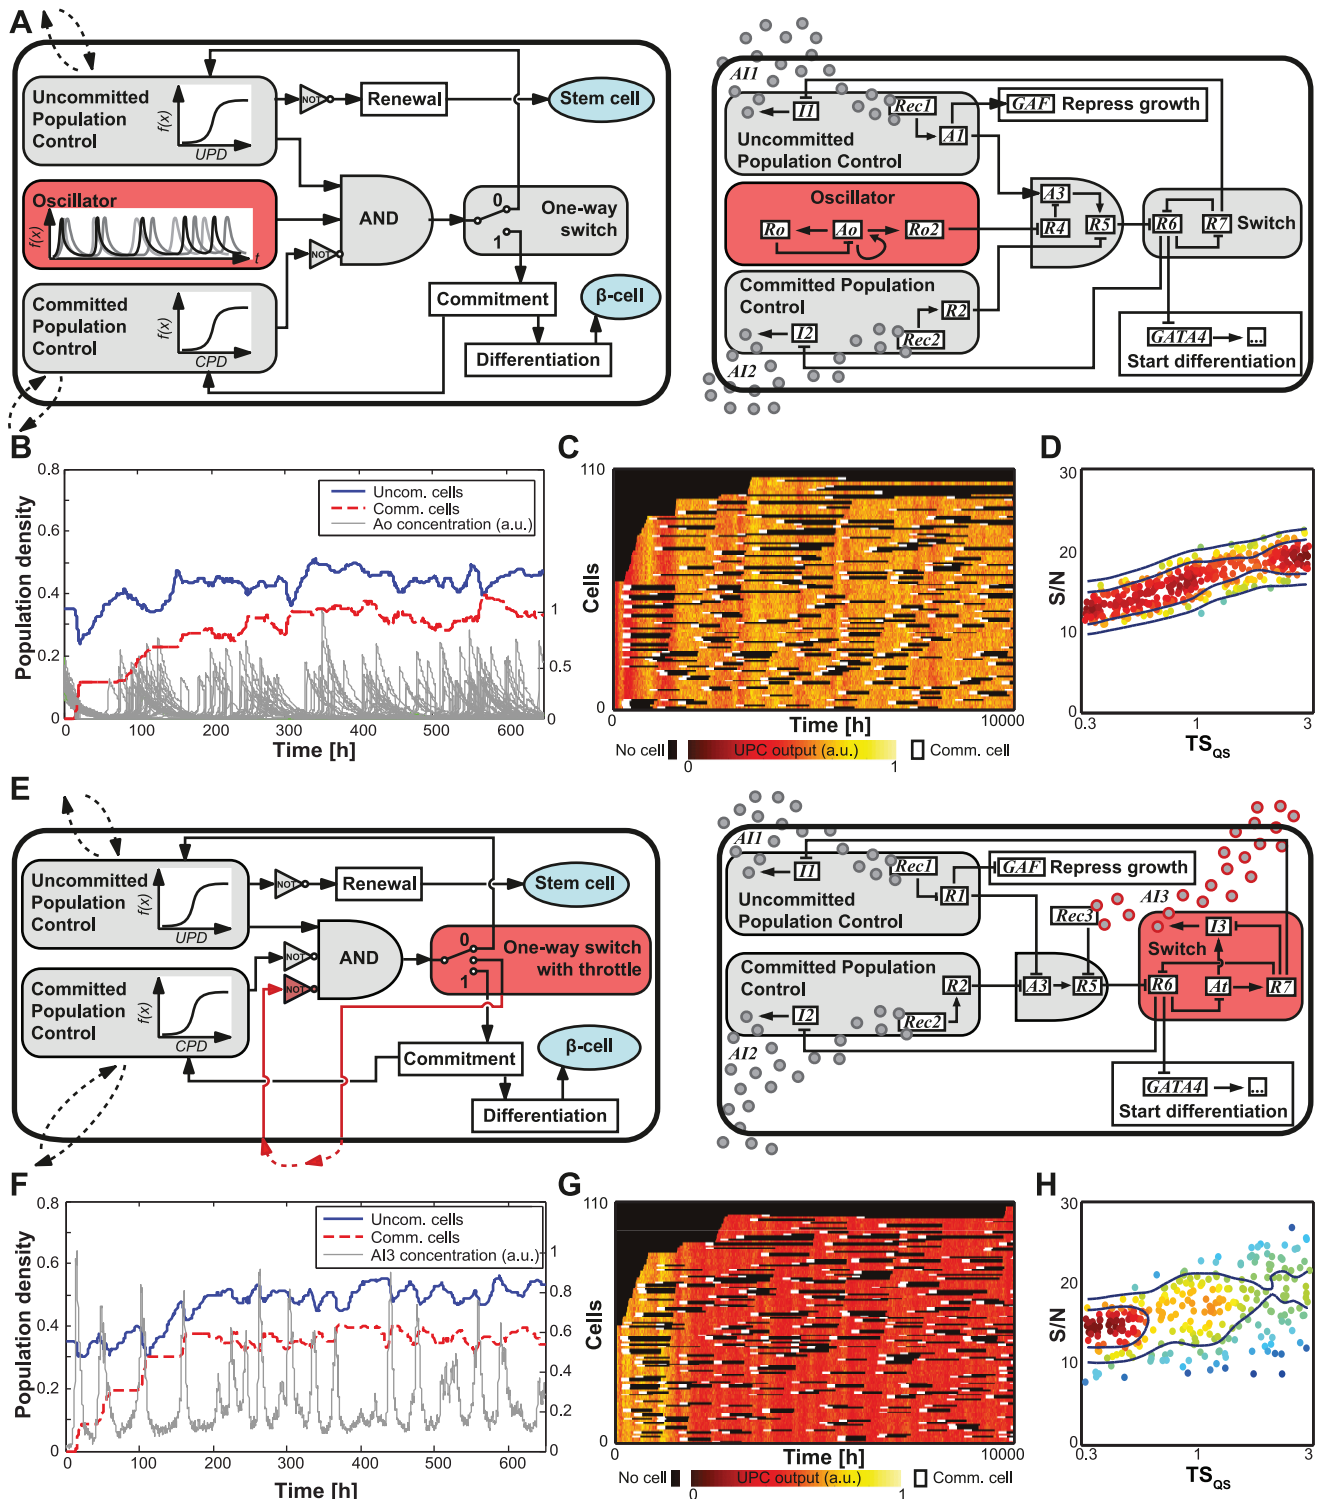 A
Uncommitted
Population
Control
f(x)
UPD
NOT
Renewal
Stem cell
Oscillator
f(x)
t
AND
0
1
One-way
switch
NOT
Committed
Population
Control
f(x)
CPD
Commitment
β-cell
Differentiation
AI1
I1
Rec1
A1
GAF
Repress growth
Uncommitted
Population Control
Oscillator
Ro
Ao
Ro2
A3
R4
R5
R6
R7
Switch
Committed Population
Control
R2
I2
Rec2
AI2
GATA4
...
Start differentiation
B
Population density
0.8
0.6
0.4
0.2
0
1
0.5
0
Uncom. cells
Comm. cells
Ao concentration (a.u.)
0
100
200
300
400
500
600
Time [h]
C
110
Cells
0
0
Time [h]
10000
No cell
UPC output (a.u.)
0
1
Comm. cell
D
30
20
10
0
S/N
0.3
1
3
TSQS
E
Uncommitted
Population
Control
f(x)
UPD
NOT
Renewal
Stem cell
NOT
NOT
AND
0
1
One-way switch
with throttle
Committed
Population
Control
f(x)
CPD
Commitment
β-cell
Differentiation
AI1
I1
Rec1
R1
GAF
Repress growth
Uncommitted
Population Control
Rec3
AI3
I3
Switch
Committed Population
Control
R2
A3
R5
R6
At
R7
I2
Rec2
AI2
GATA4
...
Start differentiation
F
Population density
0.8
0.6
0.4
0.2
0
1
0.8
0.6
0.4
0.2
0
Uncom. cells
Comm. cells
AI3 concentration (a.u.)
0
100
200
300
400
500
600
Time [h]
G
110
Cells
0
0
Time [h]
10000
No cell
UPC output (a.u.)
0
1
Comm. cell
H
30
20
10
0
S/N
0.3
1
3
TSQS